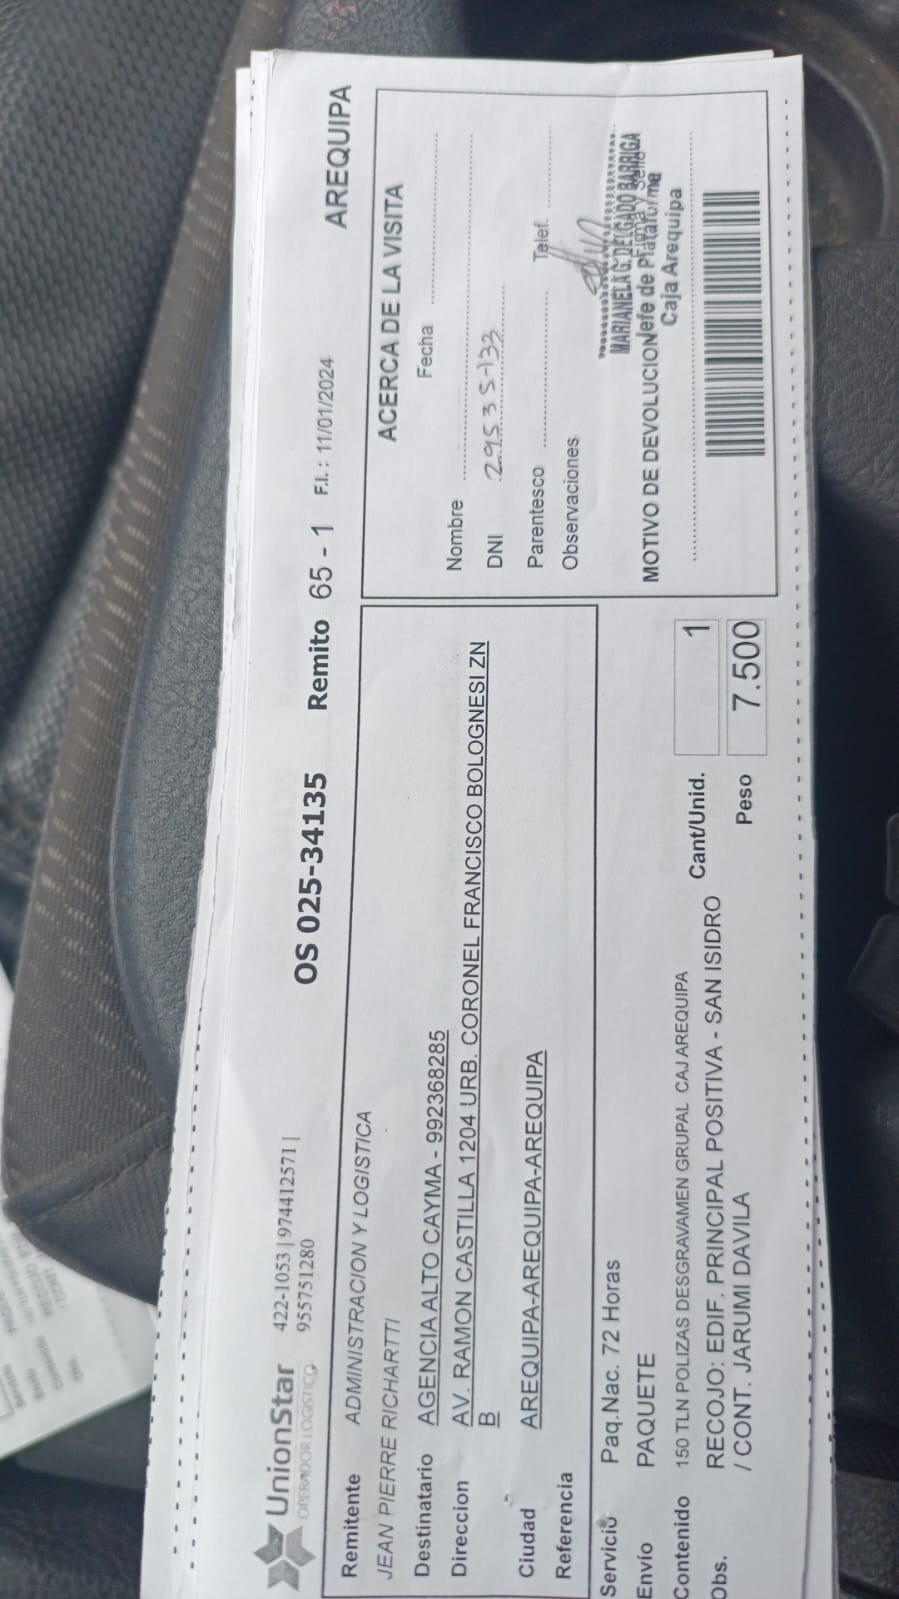 UnionStar
OPERADOR LOGISTICO
422-1053 | 974412571 |
955751280
OS 025-34135
Remito 65 - 1
F.I. : 11/01/2024
AREQUIPA
Remitente ADMINISTRACION Y LOGISTICA
JEAN PIERRE RICHARTTI
Destinatario AGENCIA ALTO CAYMA - 992368285
Direccion AV. RAMON CASTILLA 1204 URB. CORONEL FRANCISCO BOLOGNESI ZN
B
Ciudad AREQUIPA-AREQUIPA-AREQUIPA
Referencia
Servicio Paq.Nac. 72 Horas
Envío PAQUETE
Contenido 150 TLN POLIZAS DESGRAVAMEN GRUPAL CAJ AREQUIPA
Obs. RECOJO: EDIF. PRINCIPAL POSITIVA - SAN ISIDRO
/ CONT. JARUMI DAVILA
Cant/Unid. 1
Peso 7.500
ACERCA DE LA VISITA
Fecha
Nombre
DNI 29535133
Parentesco Telef.
Observaciones
MARIANELA G. DELGADO BARRIGA
Firma y Sello
MOTIVO DE DEVOLUCION Jefe de Plataforma
Caja Arequipa